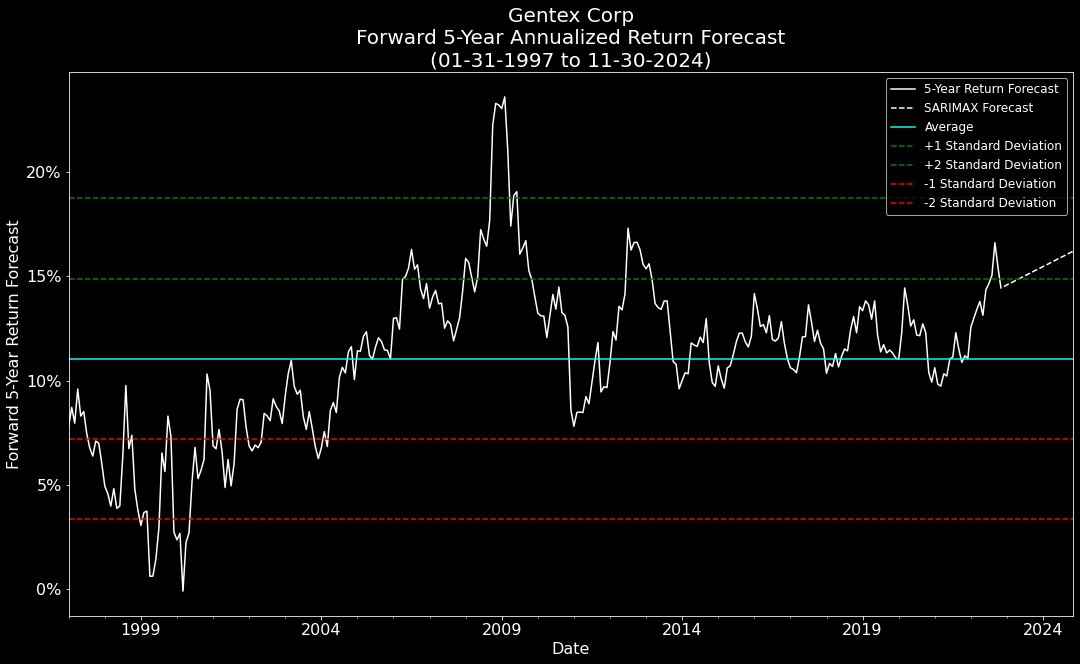 Gentex Corp
Forward 5-Year Annualized Return Forecast
(01-31-1997 to 11-30-2024)
5-Year Return Forecast
SARIMAX Forecast
Average
+1 Standard Deviation
+2 Standard Deviation
-1 Standard Deviation
-2 Standard Deviation
Forward 5-Year Return Forecast
20%
15%
10%
5%
0%
1999
2004
2009
2014
2019
2024
Date